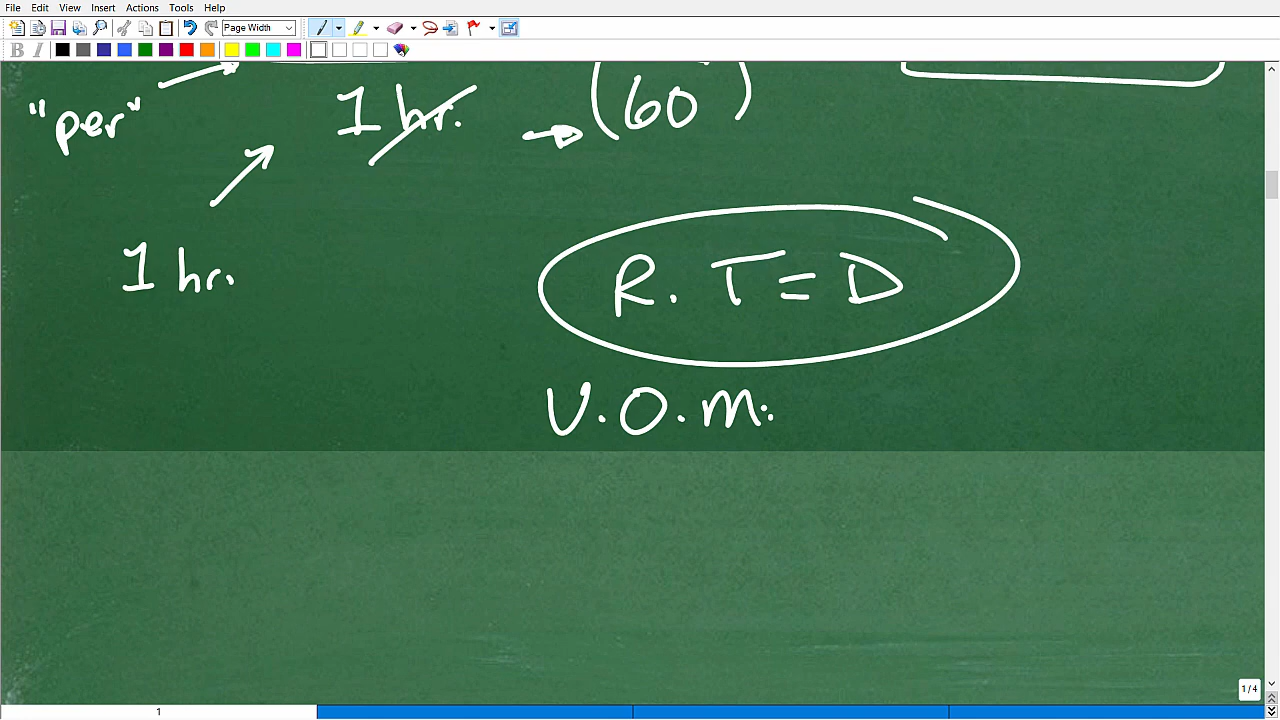 File Edit View Insert Actions Tools Help
Page Width
B I
"per" 1 hr. (60)
1 hr.
R. T = D
U.O.M.
1/4
1